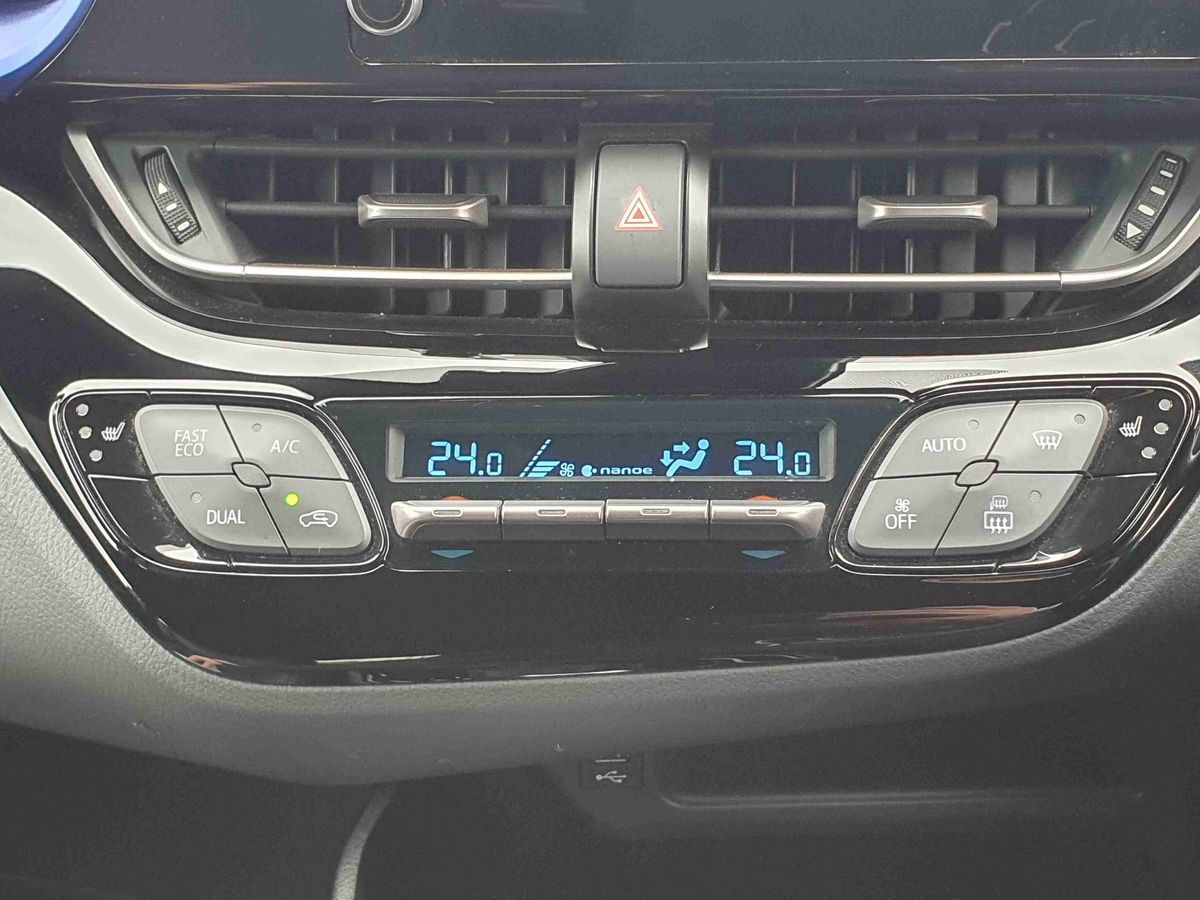 FAST
ECO
A/C
DUAL
24.0
nanoe
24.0
AUTO
OFF